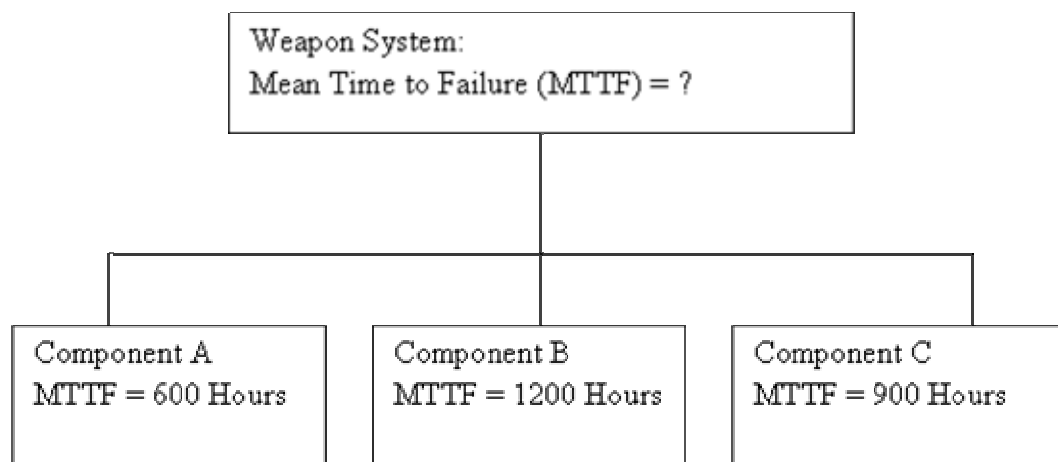 Weapon System:
Mean Time to Failure (MTTF) = ?
Component A
MTTF = 600 Hours
Component B
MTTF = 1200 Hours
Component C
MTTF = 900 Hours